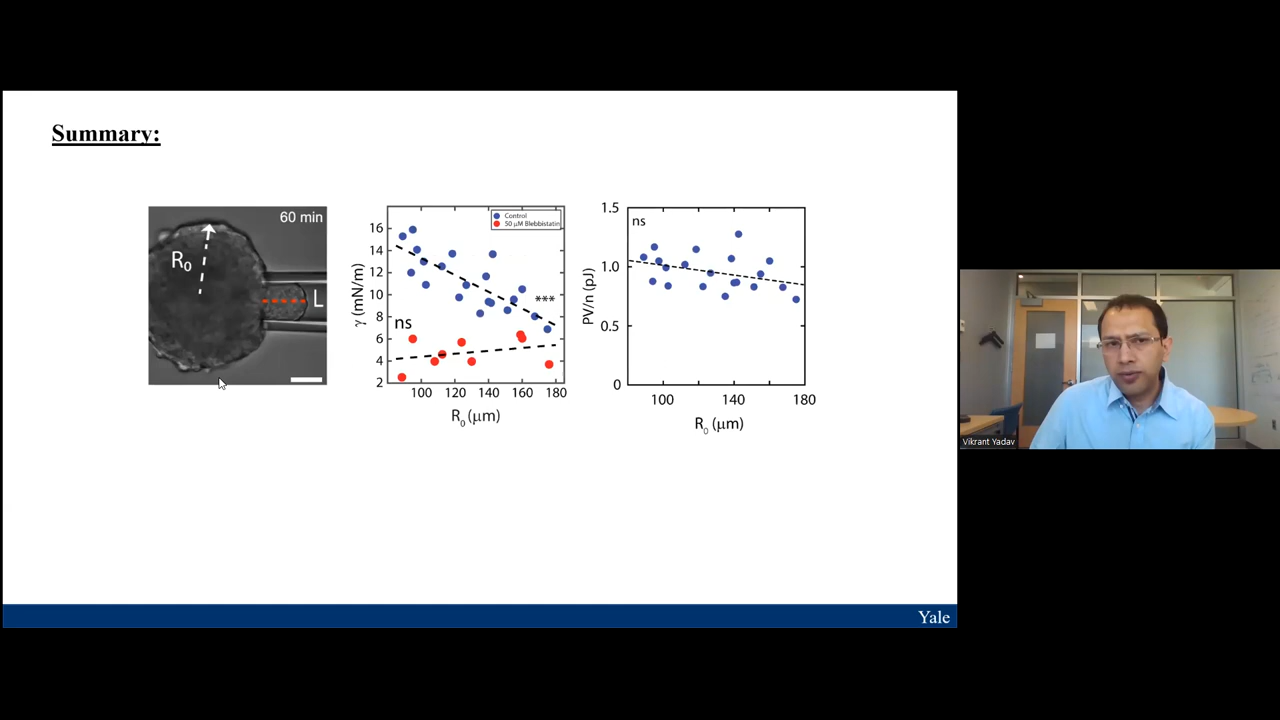 Summary:
60 min
R₀
L
16
14
12
10
8
6
4
2
γ (mN/m)
Control
50 μM Blebbistatin
***
ns
100 120 140 160 180
R₀ (μm)
1.5
1.0
0.5
0
PV/n (pJ)
ns
100 140 180
R₀ (μm)
Vikrant Yadav
Yale